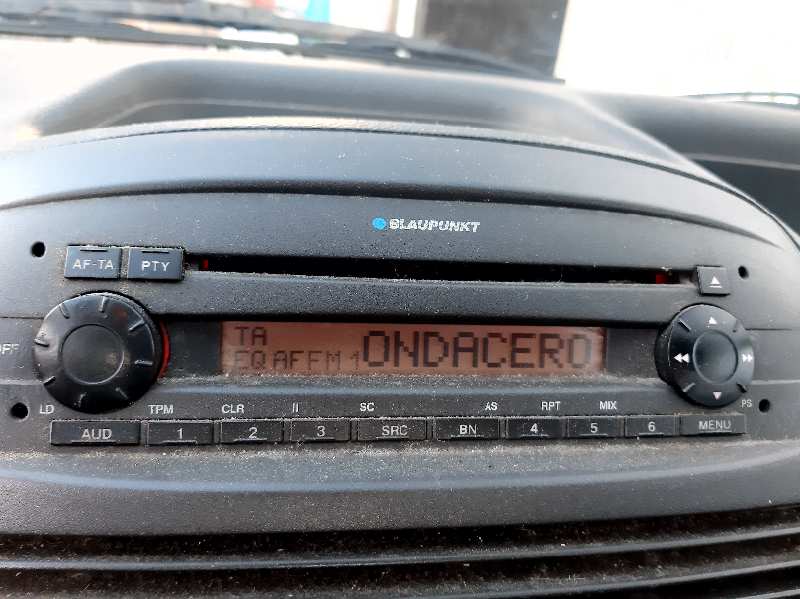 BLAUPUNKT
AF-TA PTY
OFF
TA
EQ AF FM 1 ONDACERO
LD TPM CLR II SC AS RPT MIX PS
AUD 1 2 3 SRC BN 4 5 6 MENU